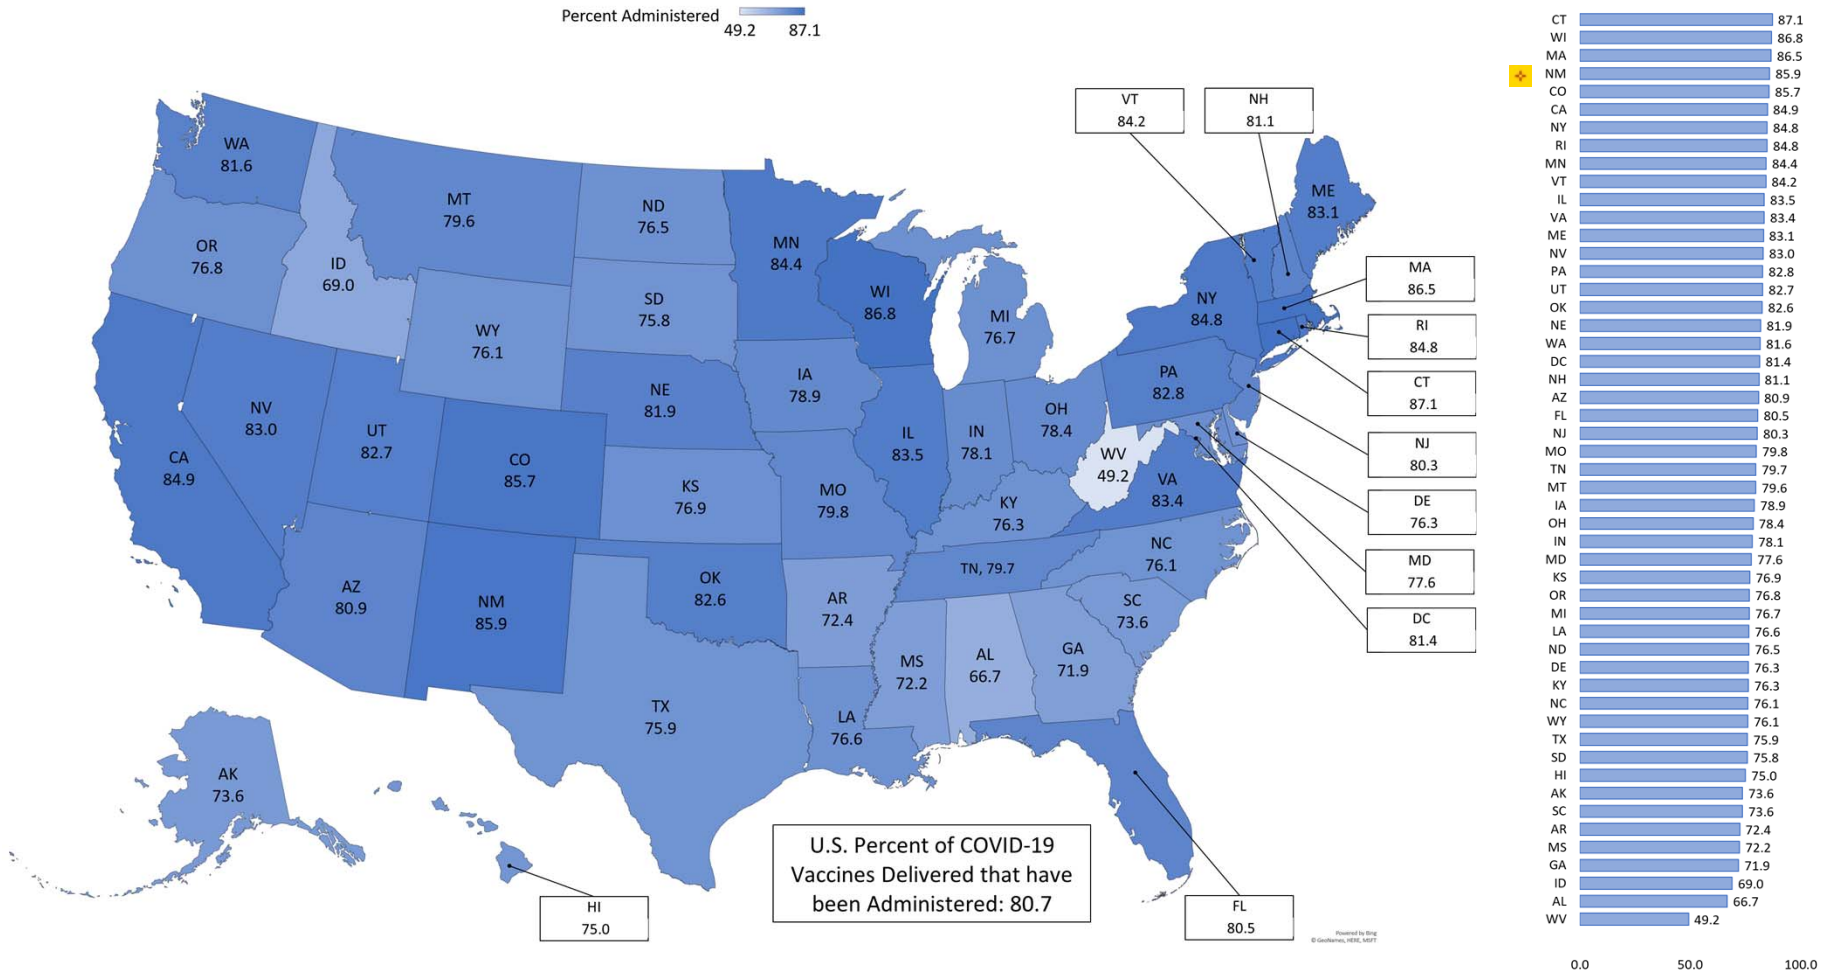 Percent Administered
49.2 87.1
WA
81.6
OR
76.8
ID
69.0
MT
79.6
ND
76.5
SD
75.8
WY
76.1
MN
84.4
WI
86.8
MI
76.7
NE
81.9
IA
78.9
NV
83.0
UT
82.7
CO
85.7
CA
84.9
KS
76.9
MO
79.8
IL
83.5
IN
78.1
OH
78.4
WV
49.2
VA
83.4
KY
76.3
NC
76.1
TN, 79.7
SC
73.6
AZ
80.9
NM
85.9
OK
82.6
AR
72.4
TX
75.9
LA
76.6
MS
72.2
AL
66.7
GA
71.9
AK
73.6
PA
82.8
NY
84.8
ME
83.1
VT
84.2
NH
81.1
MA
86.5
RI
84.8
CT
87.1
NJ
80.3
DE
76.3
MD
77.6
DC
81.4
HI
75.0
FL
80.5
U.S. Percent of COVID-19
Vaccines Delivered that have
been Administered: 80.7
Powered by Bing
© GeoNames, HERE, MSFT
CT 87.1
WI 86.8
MA 86.5
NM 85.9
CO 85.7
CA 84.9
NY 84.8
RI 84.8
MN 84.4
VT 84.2
IL 83.5
VA 83.4
ME 83.1
NV 83.0
PA 82.8
UT 82.7
OK 82.6
NE 81.9
WA 81.6
DC 81.4
NH 81.1
AZ 80.9
FL 80.5
NJ 80.3
MO 79.8
TN 79.7
MT 79.6
IA 78.9
OH 78.4
IN 78.1
MD 77.6
KS 76.9
OR 76.8
MI 76.7
LA 76.6
ND 76.5
DE 76.3
KY 76.3
NC 76.1
WY 76.1
TX 75.9
SD 75.8
HI 75.0
AK 73.6
SC 73.6
AR 72.4
MS 72.2
GA 71.9
ID 69.0
AL 66.7
WV 49.2
0.0 50.0 100.0